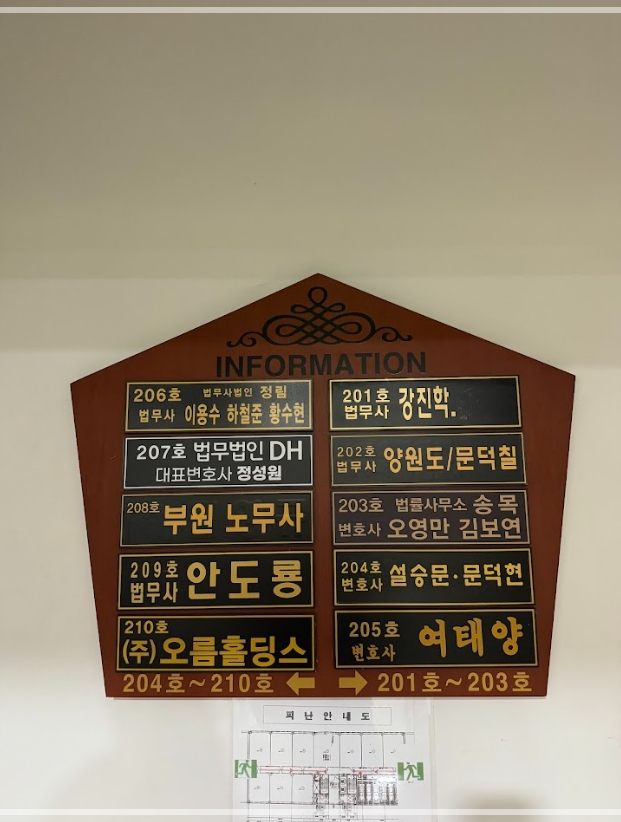 INFORMATION
206호 법무사법인 정림
법무사 이용수 하철준 황수현
207호 법무법인 DH
대표변호사 정성원
208호 부원 노무사
209호
법무사 안도룡
210호
(주)오름홀딩스
204호~210호 ←
201호
법무사 강진학.
202호
법무사 양원도/문덕칠
203호 법률사무소 송목
변호사 오영만 김보연
204호
변호사 설승문·문덕현
205호
변호사 여태양
→ 201호~203호
피난안내도